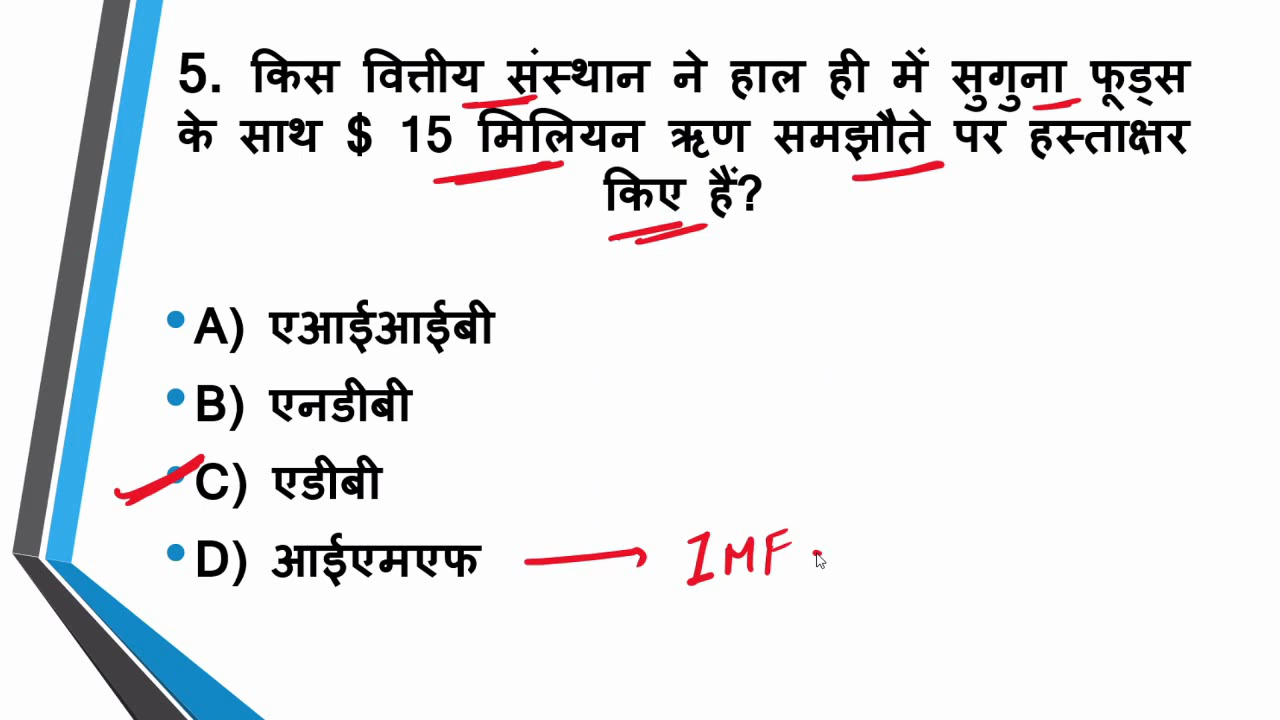 5. किस वित्तीय संस्थान ने हाल ही में सुगुना फूड्स
के साथ $ 15 मिलियन ऋण समझौते पर हस्ताक्षर
किए हैं?
A) एआईआईबी
B) एनडीबी
C) एडीबी
D) आईएमएफ IMF